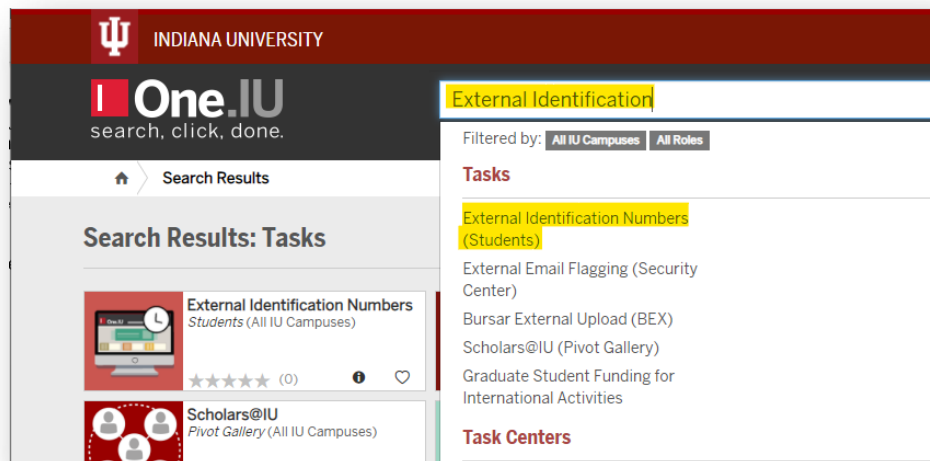 INDIANA UNIVERSITY
One.IU
search, click, done.
External Identification
Filtered by: All IU Campuses All Roles
Search Results
Tasks
External Identification Numbers
(Students)
External Email Flagging (Security
Center)
Bursar External Upload (BEX)
Scholars@IU (Pivot Gallery)
Graduate Student Funding for
International Activities
Task Centers
Search Results: Tasks
External Identification Numbers
Students (All IU Campuses)
(0)
Scholars@IU
Pivot Gallery (All IU Campuses)